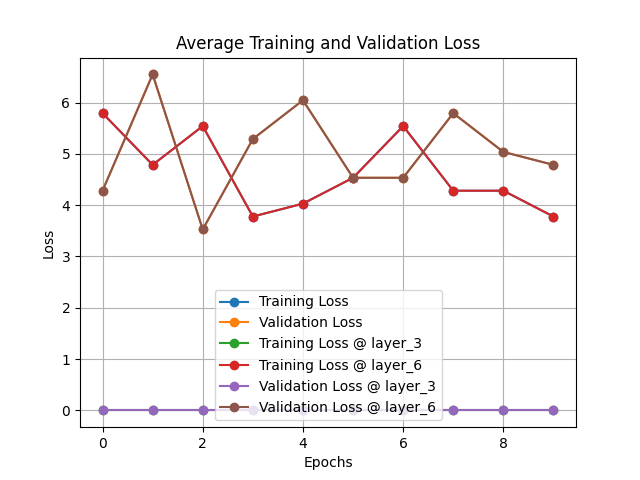 Average Training and Validation Loss
Loss
6
5
4
3
2
1
0
Training Loss
Validation Loss
Training Loss @ layer_3
Training Loss @ layer_6
Validation Loss @ layer_3
Validation Loss @ layer_6
0 2 4 6 8
Epochs